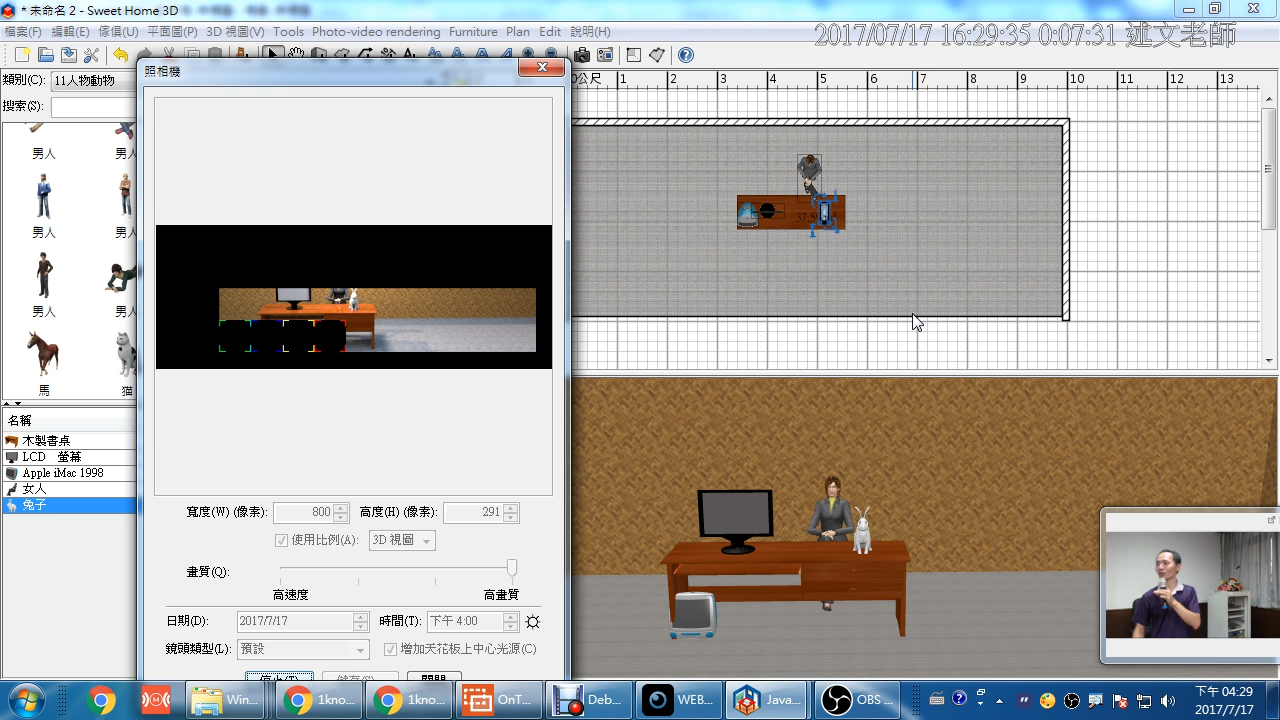 * 未命名 2 - Sweet Home 3D
檔案(F) 編輯(E) 傢俱(U) 平面圖(P) 3D 視圖(V) Tools Photo-video rendering Furnitu Plan Edit 說明(H)
2017/07/17 16:29:35 0:07:31 述文老師
類別(C): 11人物動物
搜索(S):
照相機
0公尺 1 2 3 4 5 6 7 8 9 10 11 12 13
男人 男人
男人 男人
男人 男人
馬 猫
名稱
木製書桌
LCD 螢幕
Apple iMac 1998
女人
兔子
寬度(W) (像素): 800 高度(H) (像素): 291
使用比例(A): 3D 視圖
畫質(Q):
高速度 高畫質
日期(D): 2017/7/17 時間(T): 下午 4:00
鏡頭類型(L): 預設 增加天花板上中心光源(C)
Win... 1kno... 1kno... OnT... Deb... WEB... Java... OBS ...
下午 04:29
2017/7/17